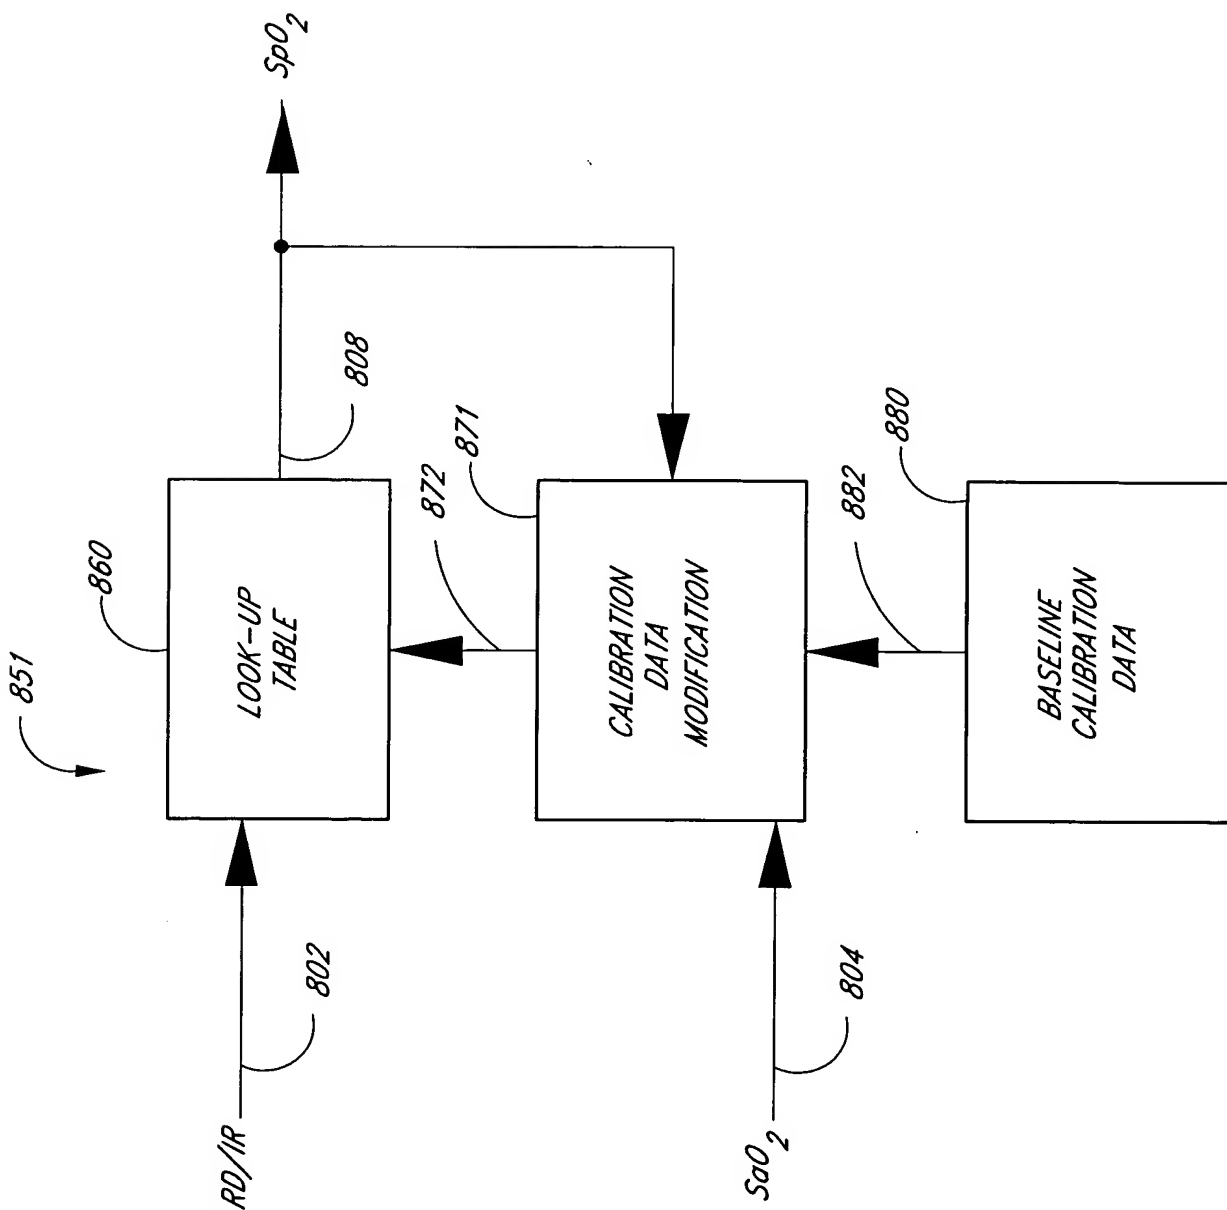 851
860
LOOK-UP
TABLE
RD/IR
802
808
SpO2
872
871
CALIBRATION
DATA
MODIFICATION
SaO2
804
882
880
BASELINE
CALIBRATION
DATA